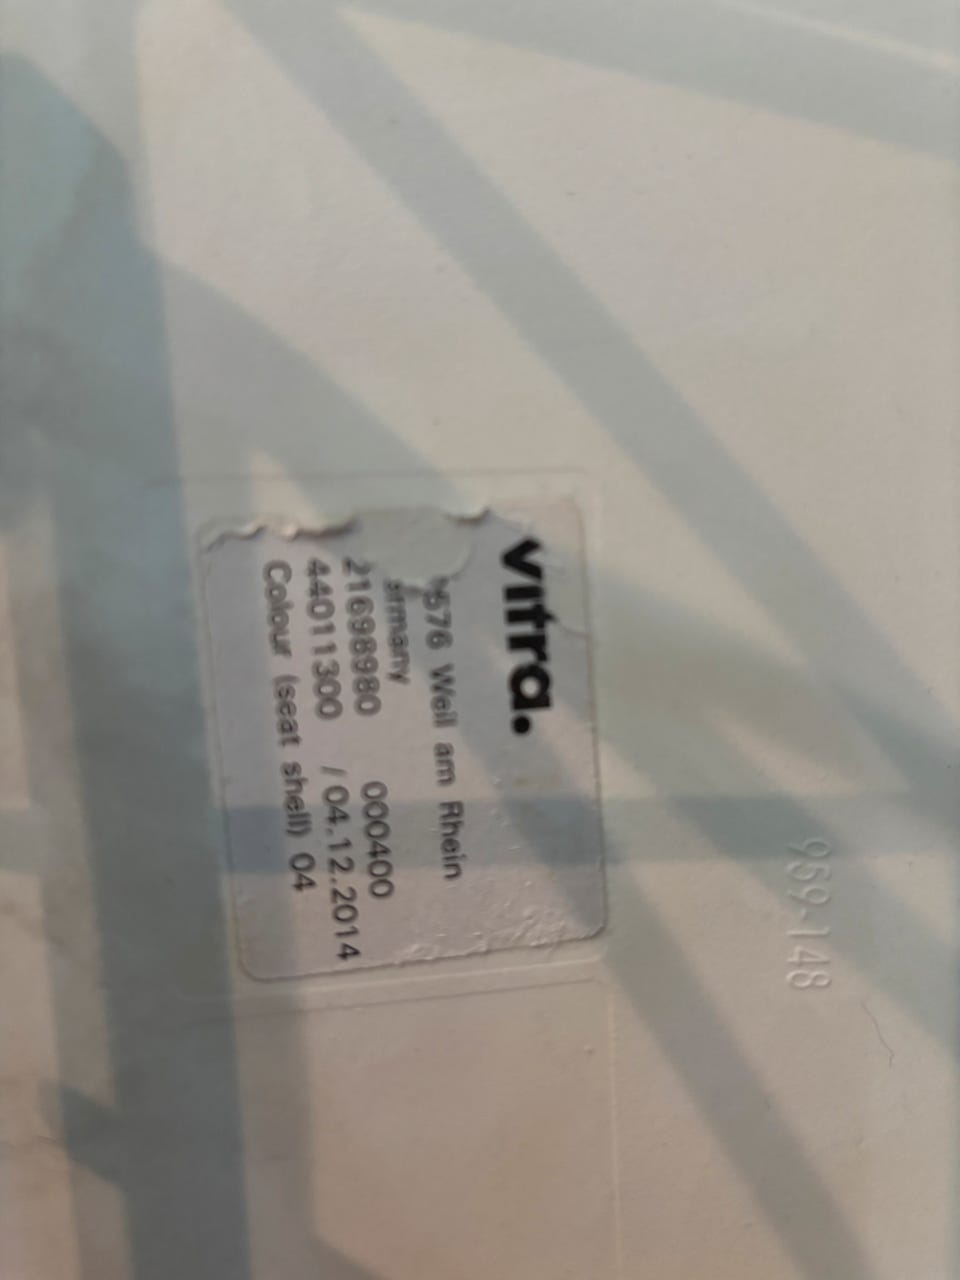 vitra.
576 Weil am Rhein
ermany
21698980 000400
44011300 / 04.12.2014
Colour (seat shell) 04
959-148